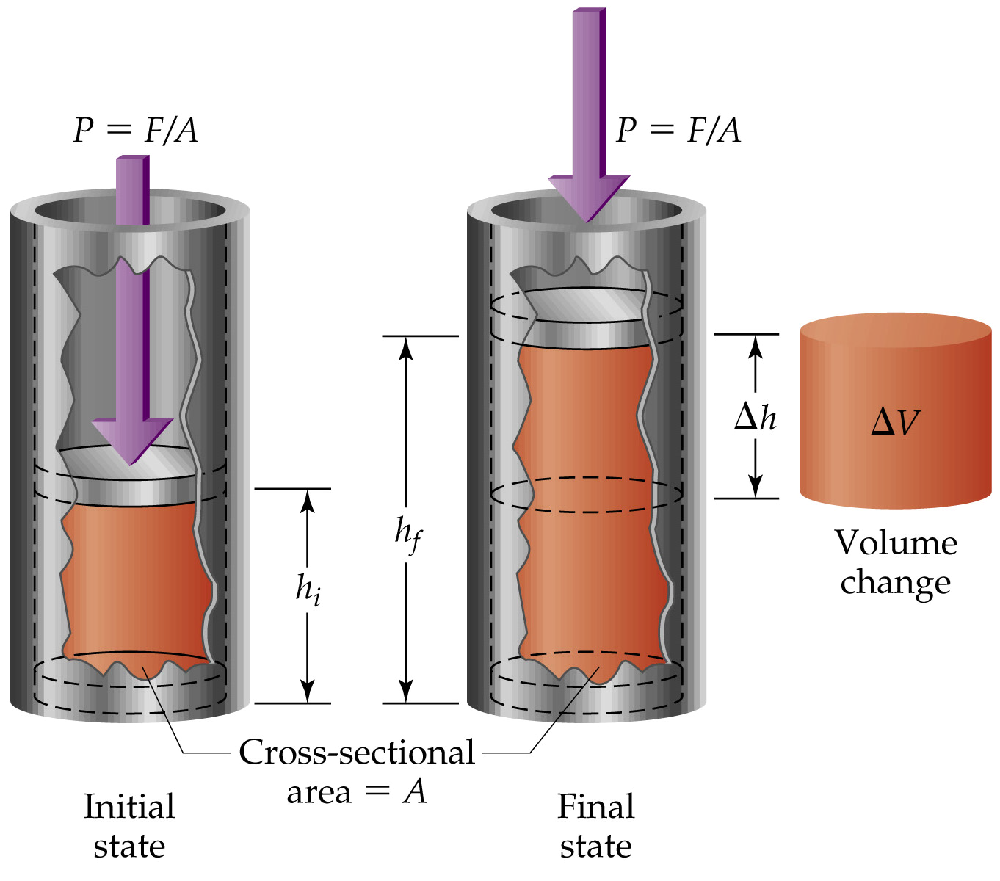 P = F/A
P = F/A
h_i
h_f
Δh
ΔV
Volume
change
Cross-sectional
area = A
Initial
state
Final
state